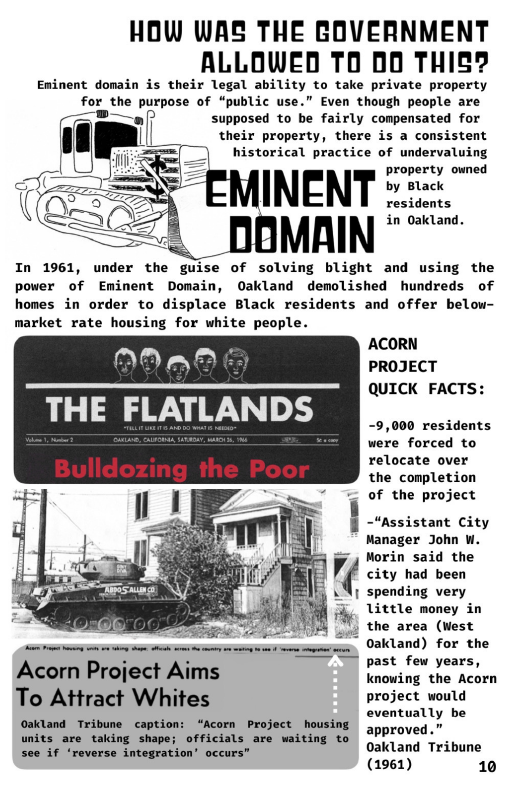 HOW WAS THE GOVERNMENT
ALLOWED TO DO THIS?
Eminent domain is their legal ability to take private property
for the purpose of “public use.” Even though people are
supposed to be fairly compensated for
their property, there is a consistent
historical practice of undervaluing
property owned
by Black
residents
in Oakland.
$
EMINENT
DOMAIN
In 1961, under the guise of solving blight and using the
power of Eminent Domain, Oakland demolished hundreds of
homes in order to displace Black residents and offer below-
market rate housing for white people.
THE FLATLANDS
"TELL IT LIKE IT IS AND DO WHAT IS NEEDED"
Volume 1, Number 2 OAKLAND, CALIFORNIA, SATURDAY, MARCH 26, 1966 5c a copy
Bulldozing the Poor
ABDO S. ALLEN CO.
Acorn Project housing units are taking shape; officials across the country are waiting to see if 'reverse integration' occurs
Acorn Project Aims
To Attract Whites
Oakland Tribune caption: “Acorn Project housing
units are taking shape; officials are waiting to
see if ‘reverse integration’ occurs”
ACORN
PROJECT
QUICK FACTS:
-9,000 residents
were forced to
relocate over
the completion
of the project
-“Assistant City
Manager John W.
Morin said the
city had been
spending very
little money in
the area (West
Oakland) for the
past few years,
knowing the Acorn
project would
eventually be
approved.”
Oakland Tribune
(1961)
10